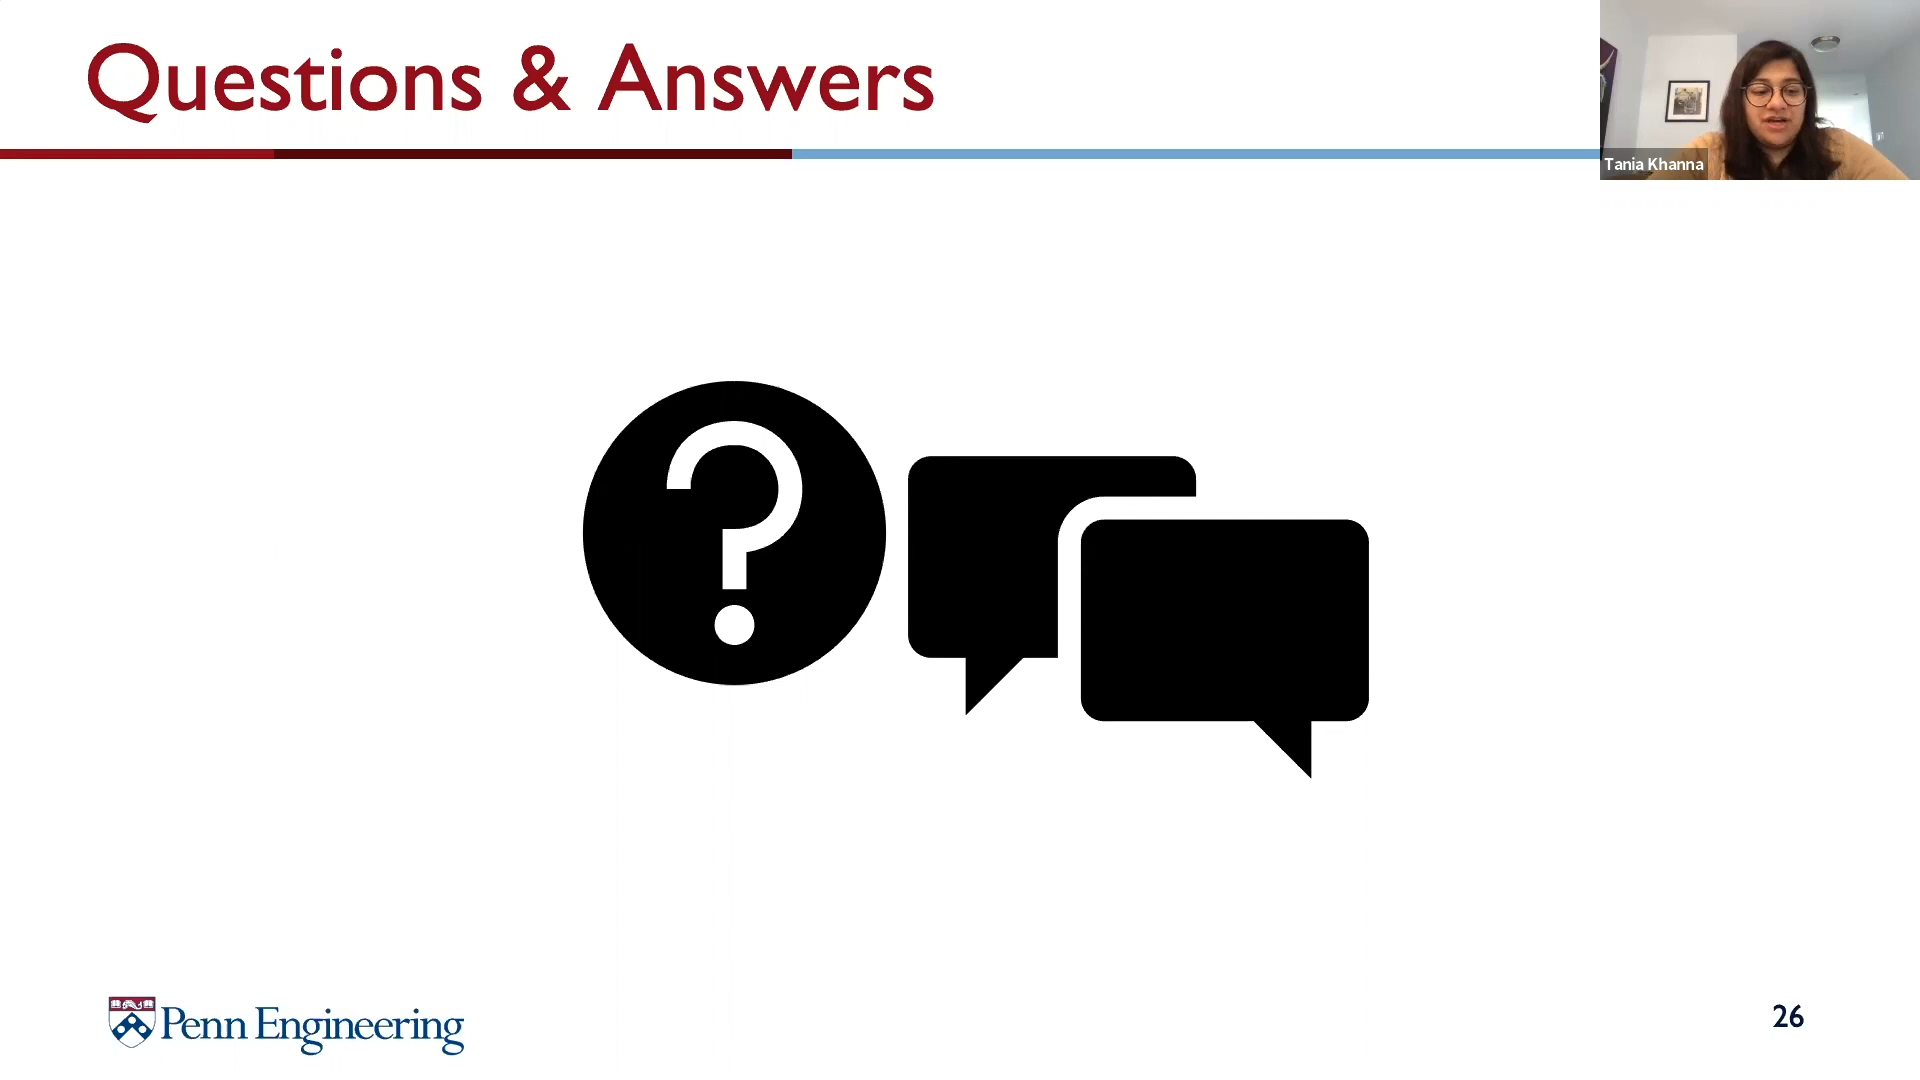 Questions & Answers
Tania Khanna
?
Penn Engineering
26